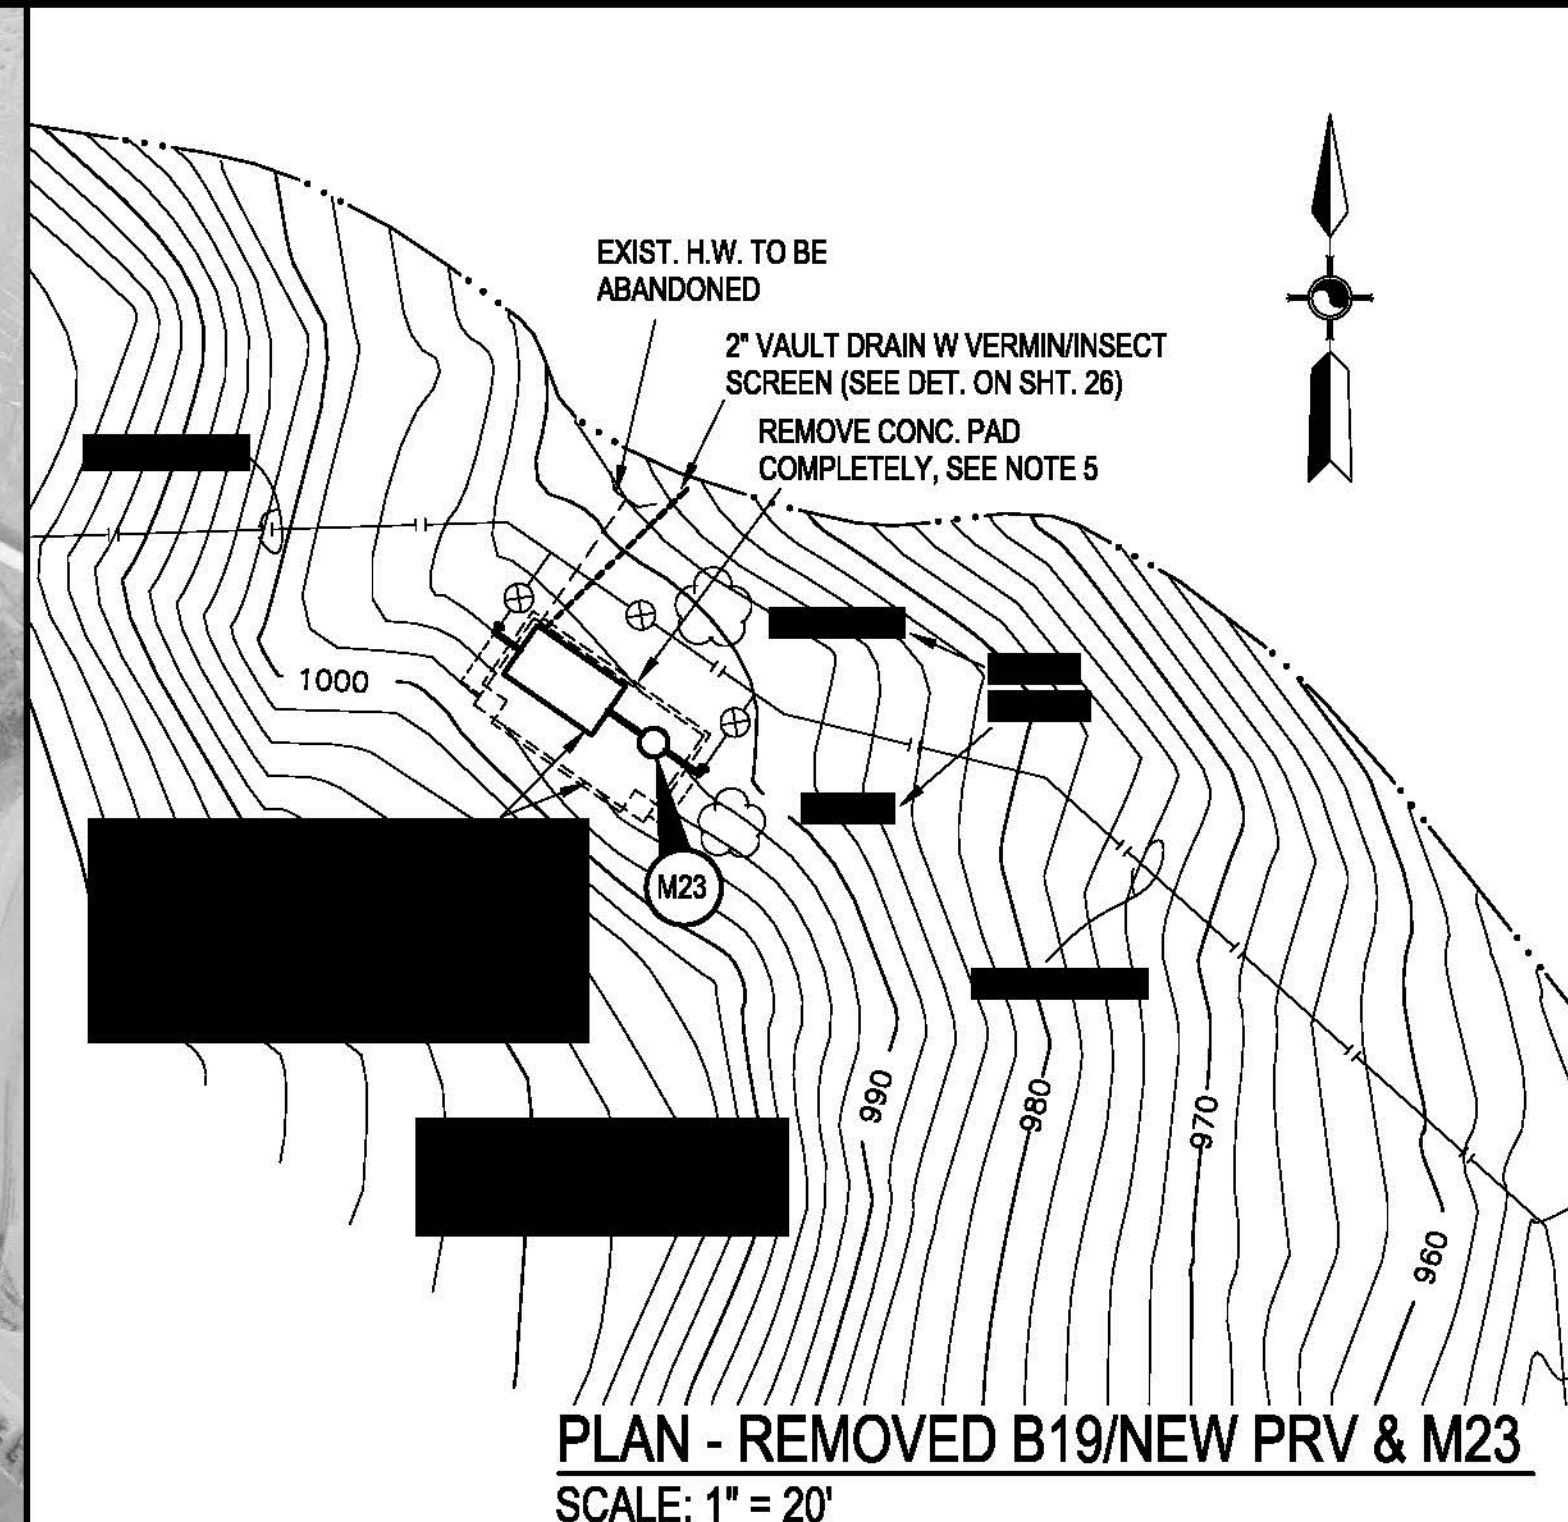 EXIST. H.W. TO BE
ABANDONED
2" VAULT DRAIN W VERMIN/INSECT
SCREEN (SEE DET. ON SHT. 26)
REMOVE CONC. PAD
COMPLETELY, SEE NOTE 5
1000
M23
990
980
970
960
PLAN - REMOVED B19/NEW PRV & M23
SCALE: 1" = 20'